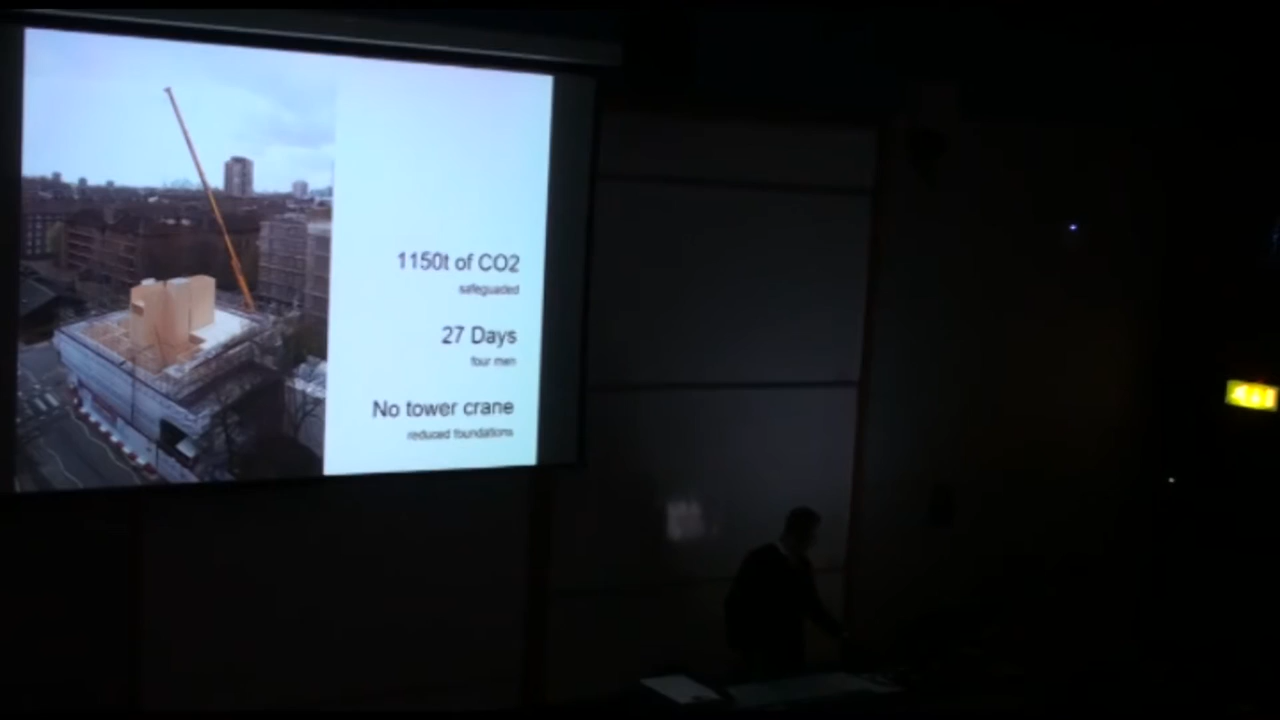 1150t of CO2
safeguaded
27 Days
four men
No tower crane
reduced foundations